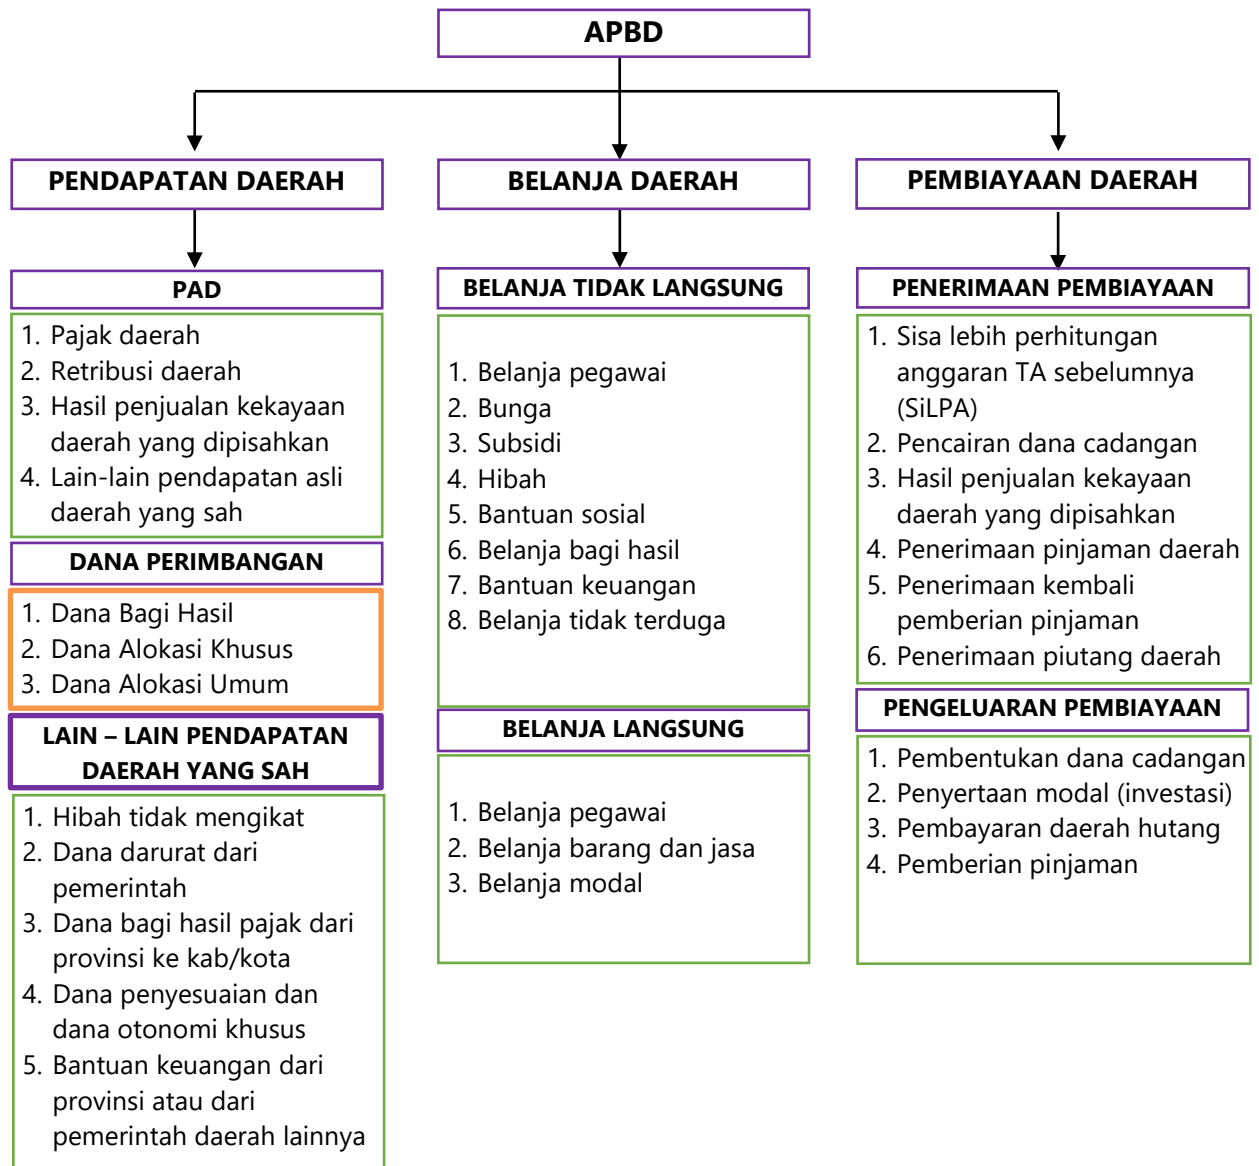 APBD
PENDAPATAN DAERAH
PAD
1. Pajak daerah
2. Retribusi daerah
3. Hasil penjualan kekayaan
daerah yang dipisahkan
4. Lain-lain pendapatan asli
daerah yang sah
DANA PERIMBANGAN
1. Dana Bagi Hasil
2. Dana Alokasi Khusus
3. Dana Alokasi Umum
LAIN – LAIN PENDAPATAN
DAERAH YANG SAH
1. Hibah tidak mengikat
2. Dana darurat dari
pemerintah
3. Dana bagi hasil pajak dari
provinsi ke kab/kota
4. Dana penyesuaian dan
dana otonomi khusus
5. Bantuan keuangan dari
provinsi atau dari
pemerintah daerah lainnya
BELANJA DAERAH
BELANJA TIDAK LANGSUNG
1. Belanja pegawai
2. Bunga
3. Subsidi
4. Hibah
5. Bantuan sosial
6. Belanja bagi hasil
7. Bantuan keuangan
8. Belanja tidak terduga
BELANJA LANGSUNG
1. Belanja pegawai
2. Belanja barang dan jasa
3. Belanja modal
PEMBIAYAAN DAERAH
PENERIMAAN PEMBIAYAAN
1. Sisa lebih perhitungan
anggaran TA sebelumnya
(SiLPA)
2. Pencairan dana cadangan
3. Hasil penjualan kekayaan
daerah yang dipisahkan
4. Penerimaan pinjaman daerah
5. Penerimaan kembali
pemberian pinjaman
6. Penerimaan piutang daerah
PENGELUARAN PEMBIAYAAN
1. Pembentukan dana cadangan
2. Penyertaan modal (investasi)
3. Pembayaran daerah hutang
4. Pemberian pinjaman